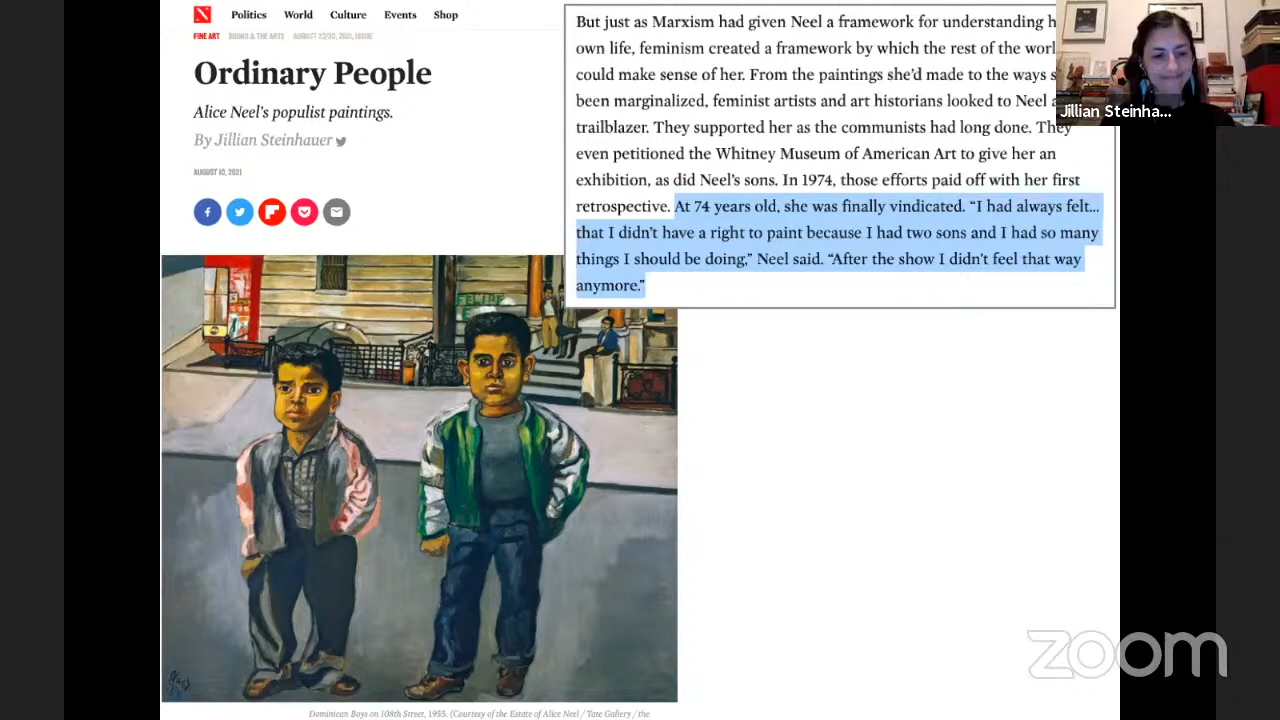 Politics World Culture Events Shop
FINE ART BOOKS & THE ARTS AUGUST 23/30, 2021, ISSUE
Ordinary People
Alice Neel's populist paintings.
By Jillian Steinhauer
AUGUST 10, 2021
But just as Marxism had given Neel a framework for understanding h
own life, feminism created a framework by which the rest of the worl
could make sense of her. From the paintings she'd made to the ways s
been marginalized, feminist artists and art historians looked to Neel a
trailblazer. They supported her as the communists had long done. They
even petitioned the Whitney Museum of American Art to give her an
exhibition, as did Neel's sons. In 1974, those efforts paid off with her first
retrospective. At 74 years old, she was finally vindicated. “I had always felt...
that I didn't have a right to paint because I had two sons and I had so many
things I should be doing,” Neel said. “After the show I didn't feel that way
anymore.”
Jillian Steinha...
FELIPE
Dominican Boys on 108th Street, 1955. (Courtesy of the Estate of Alice Neel / Tate Gallery / the
zoom